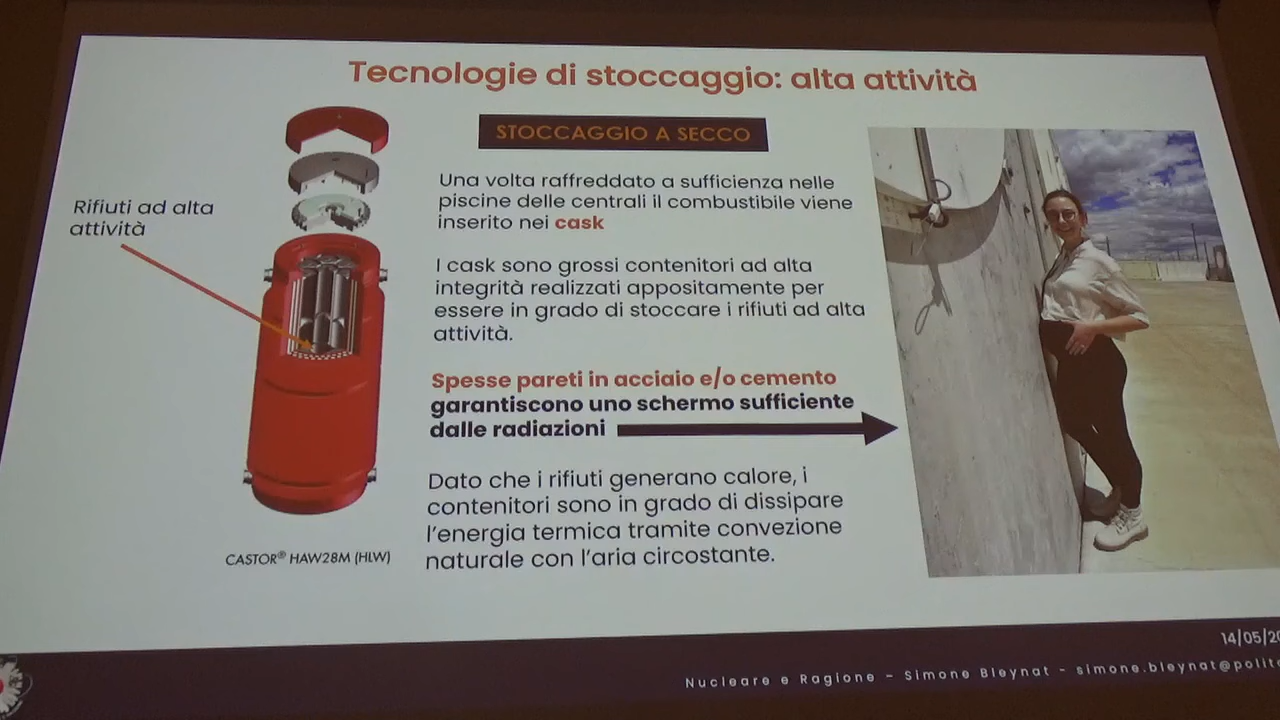 Tecnologie di stoccaggio: alta attività
STOCCAGGIO A SECCO
Rifiuti ad alta
attività
Una volta raffreddato a sufficienza nelle
piscine delle centrali il combustibile viene
inserito nei cask
I cask sono grossi contenitori ad alta
integrità realizzati appositamente per
essere in grado di stoccare i rifiuti ad alta
attività.
Spesse pareti in acciaio e/o cemento
garantiscono uno schermo sufficiente
dalle radiazioni
Dato che i rifiuti generano calore, i
contenitori sono in grado di dissipare
l'energia termica tramite convezione
naturale con l'aria circostante.
CASTOR® HAW28M (HLW)
14/05/20
Nucleare e Ragione - Simone Bleynat - simone.bleynat@polit